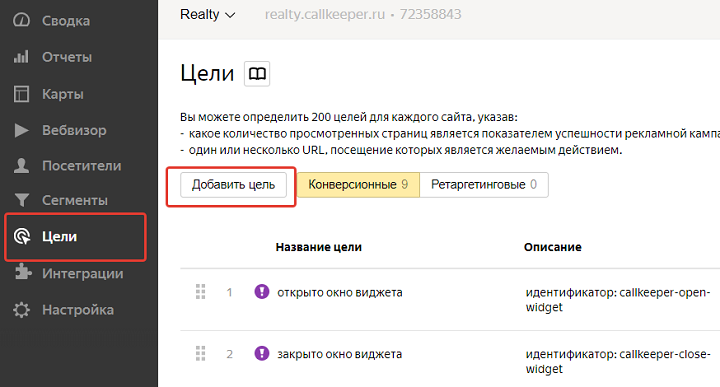 Сводка
Отчеты
Карты
Вебвизор
Посетители
Сегменты
Цели
Интеграции
Настройка
Realty realty.callkeeper.ru • 72358843
Цели
Вы можете определить 200 целей для каждого сайта, указав:
- какое количество просмотренных страниц является показателем успешности рекламной кампа
- один или несколько URL, посещение которых является желаемым действием.
Добавить цель Конверсионные 9 Ретаргетинговые 0
Название цели Описание
1 открыто окно виджета идентификатор: callkeeper-open-
widget
2 закрыто окно виджета идентификатор: callkeeper-close-
widget